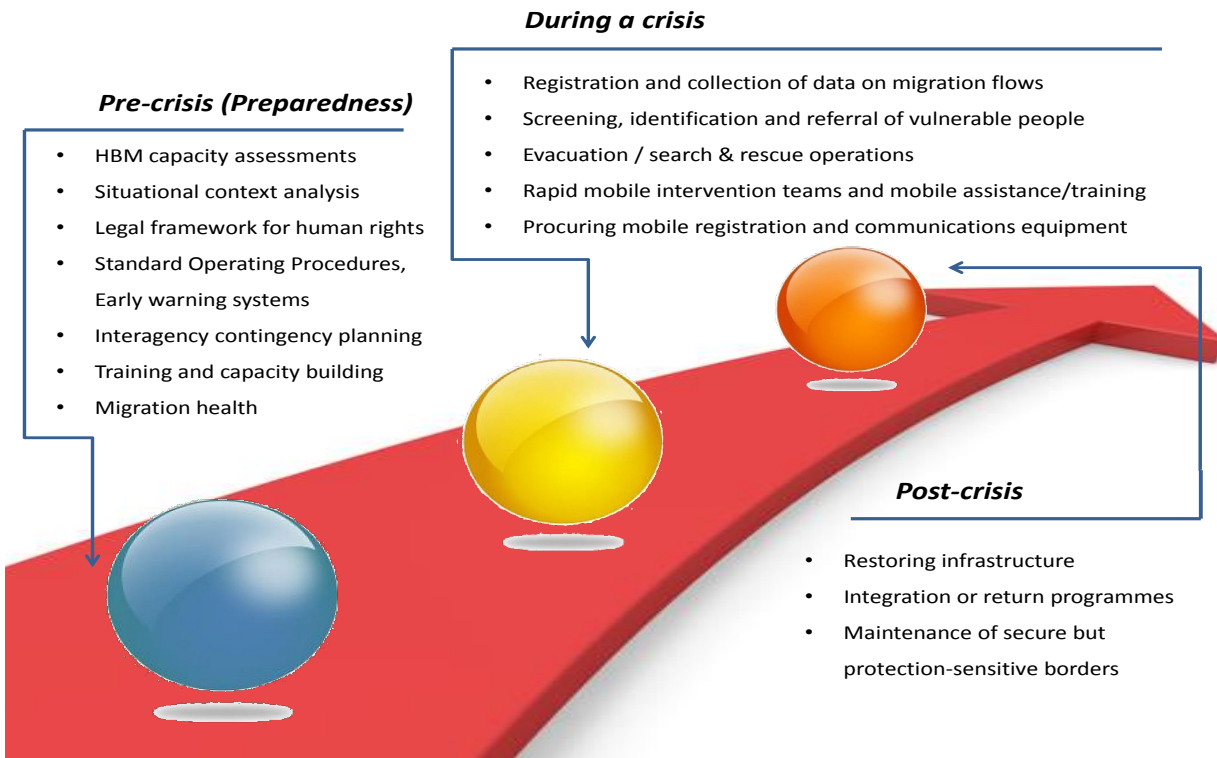 Pre-crisis (Preparedness)
• HBM capacity assessments
• Situational context analysis
• Legal framework for human rights
• Standard Operating Procedures,
Early warning systems
• Interagency contingency planning
• Training and capacity building
• Migration health
During a crisis
• Registration and collection of data on migration flows
• Screening, identification and referral of vulnerable people
• Evacuation / search & rescue operations
• Rapid mobile intervention teams and mobile assistance/training
• Procuring mobile registration and communications equipment
Post-crisis
• Restoring infrastructure
• Integration or return programmes
• Maintenance of secure but
protection-sensitive borders